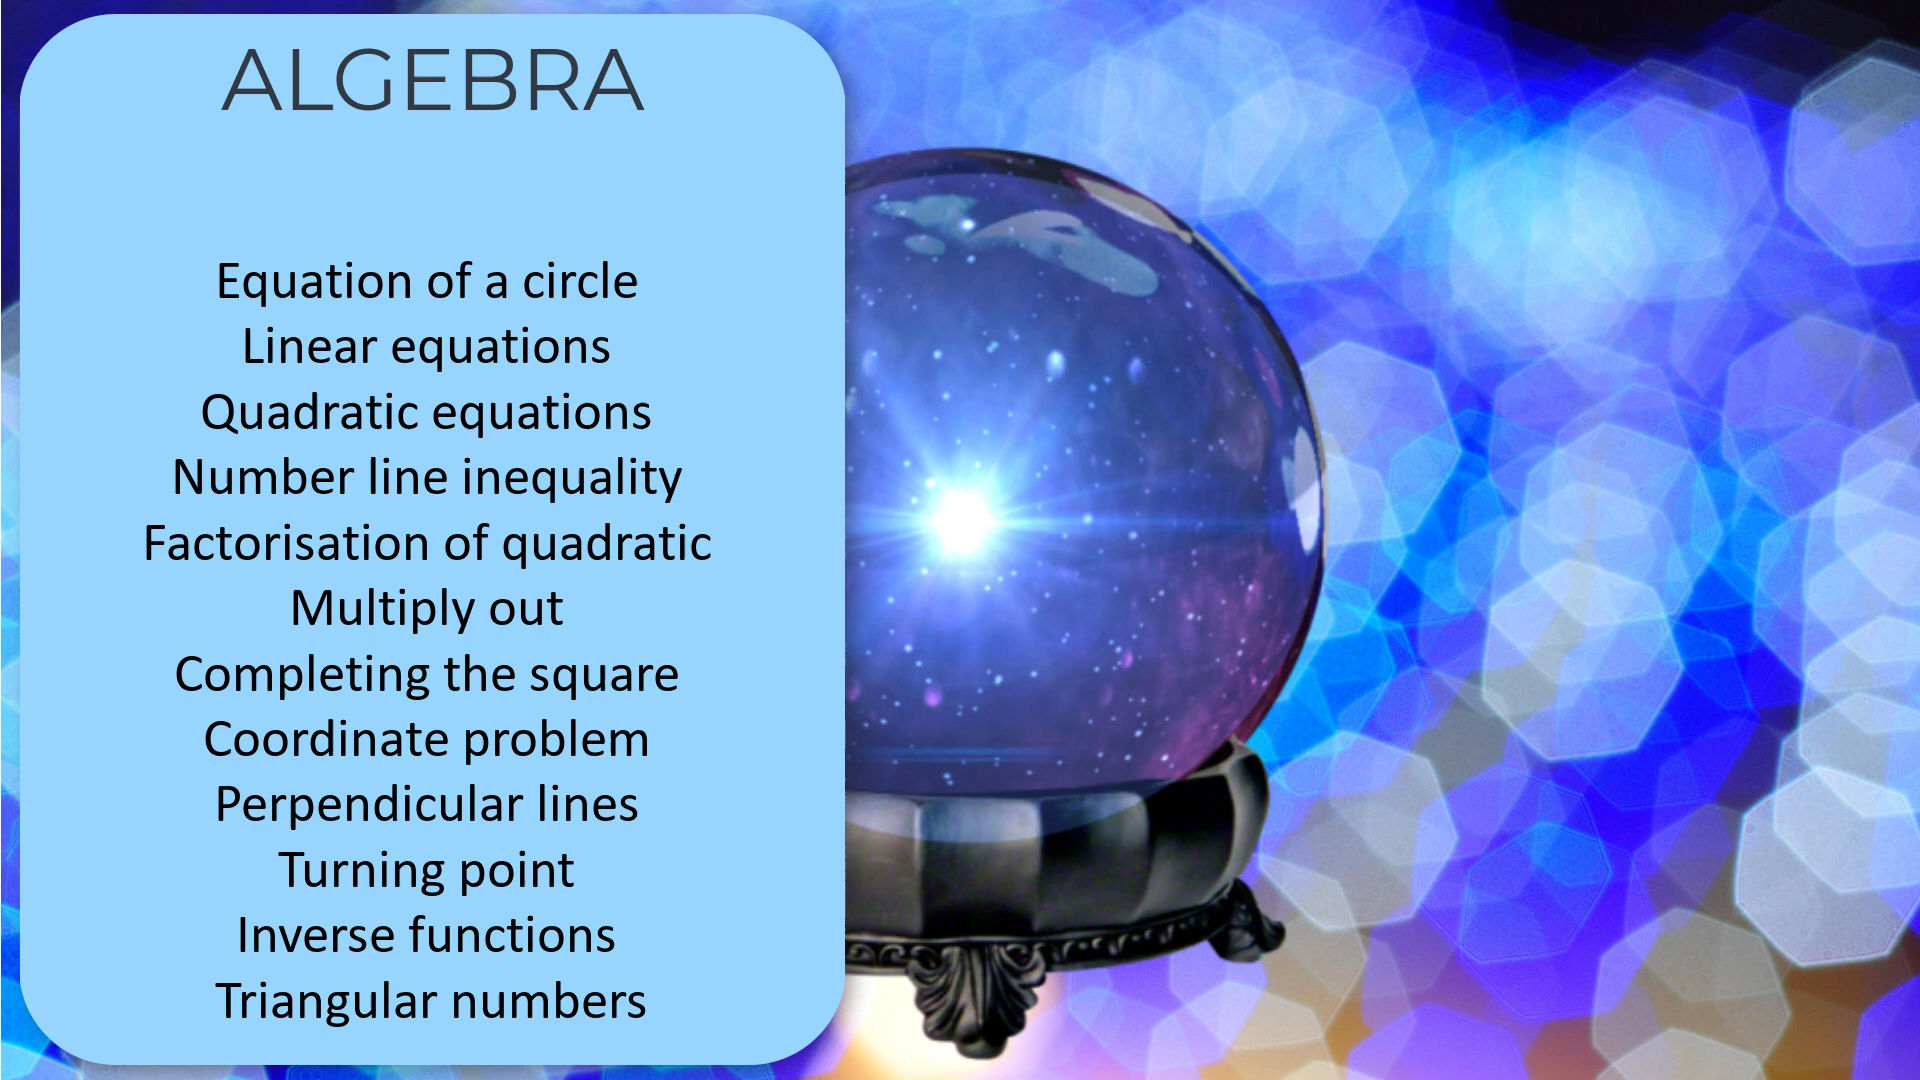 ALGEBRA
Equation of a circle
Linear equations
Quadratic equations
Number line inequality
Factorisation of quadratic
Multiply out
Completing the square
Coordinate problem
Perpendicular lines
Turning point
Inverse functions
Triangular numbers